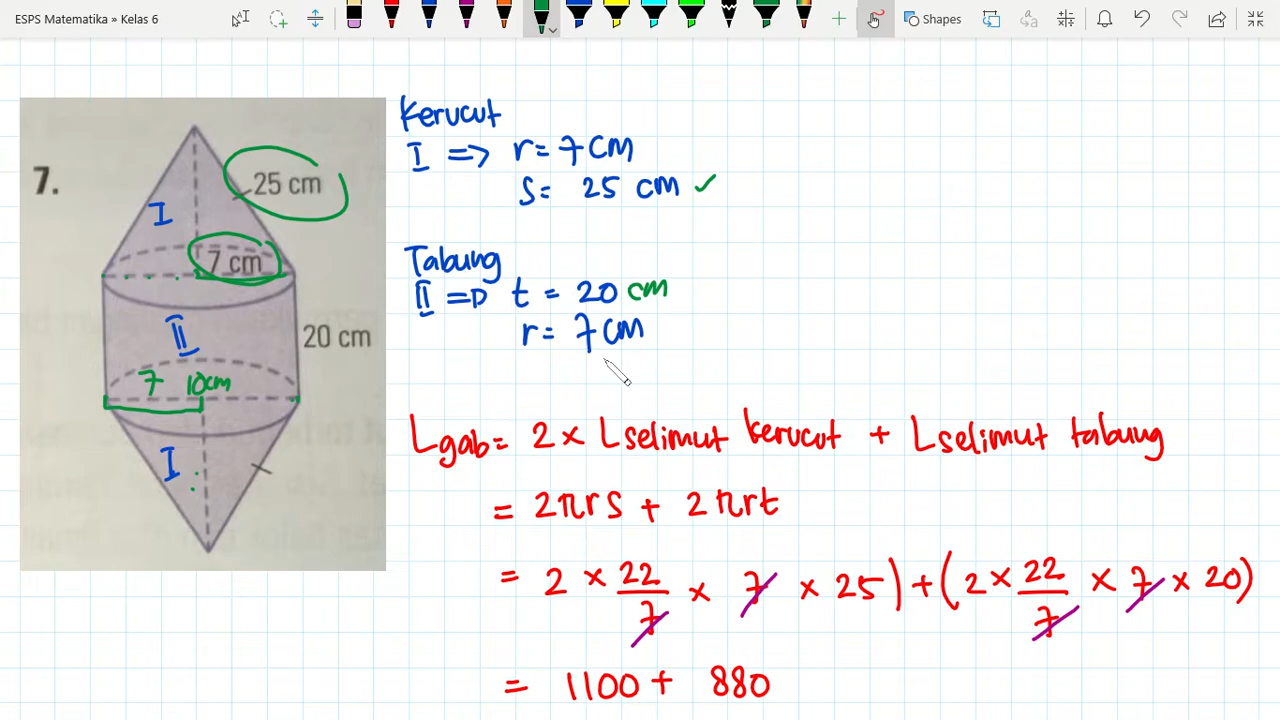 ESPS Matematika » Kelas 6
Shapes
7.
25 cm
I
7 cm
II
20 cm
7 10cm
I
Kerucut
I => r = 7 cm
S = 25 cm ✓
Tabung
II => t = 20 cm
r = 7 cm
Lgab = 2 × Lselimut kerucut + Lselimut tabung
= 2πrs + 2πrt
= 2 × 22/7 × 7 × 25) + (2 × 22/7 × 7 × 20)
= 1100 + 880